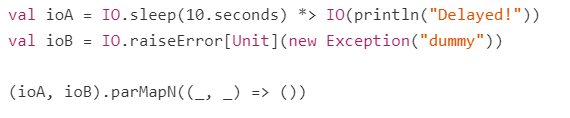 val ioA = IO.sleep(10.seconds) *> IO(println("Delayed!"))
val ioB = IO.raiseError[Unit](new Exception("dummy"))
(ioA, ioB).parMapN((_, _) => ())